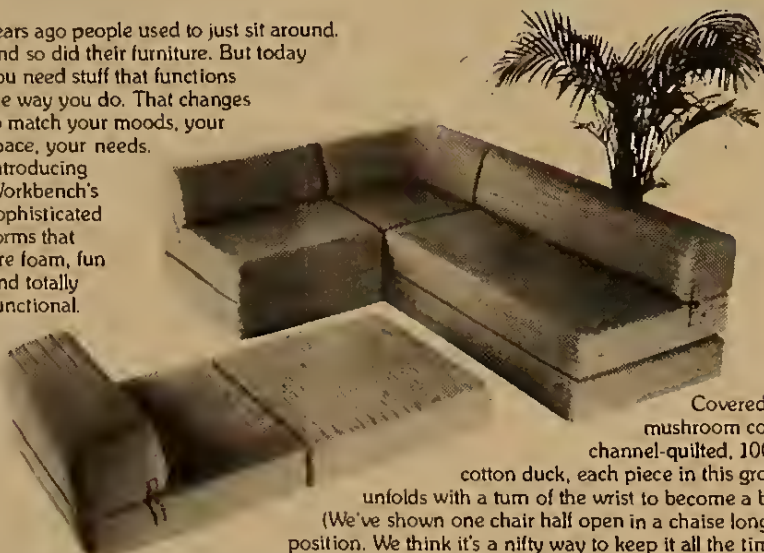 ears ago people used to just sit around.
nd so did their furniture. But today
ou need stuff that functions
e way you do. That changes
o match your moods, your
pace, your needs.
ntroducing
Workbench's
ophisticated
orms that
re foam, fun
nd totally
unctional.
Covered
mushroom co
channel-quilted, 100
cotton duck, each piece in this gro
unfolds with a turn of the wrist to become a b
(We've shown one chair half open in a chaise long
position. We think it's a nifty way to keep it all the tim